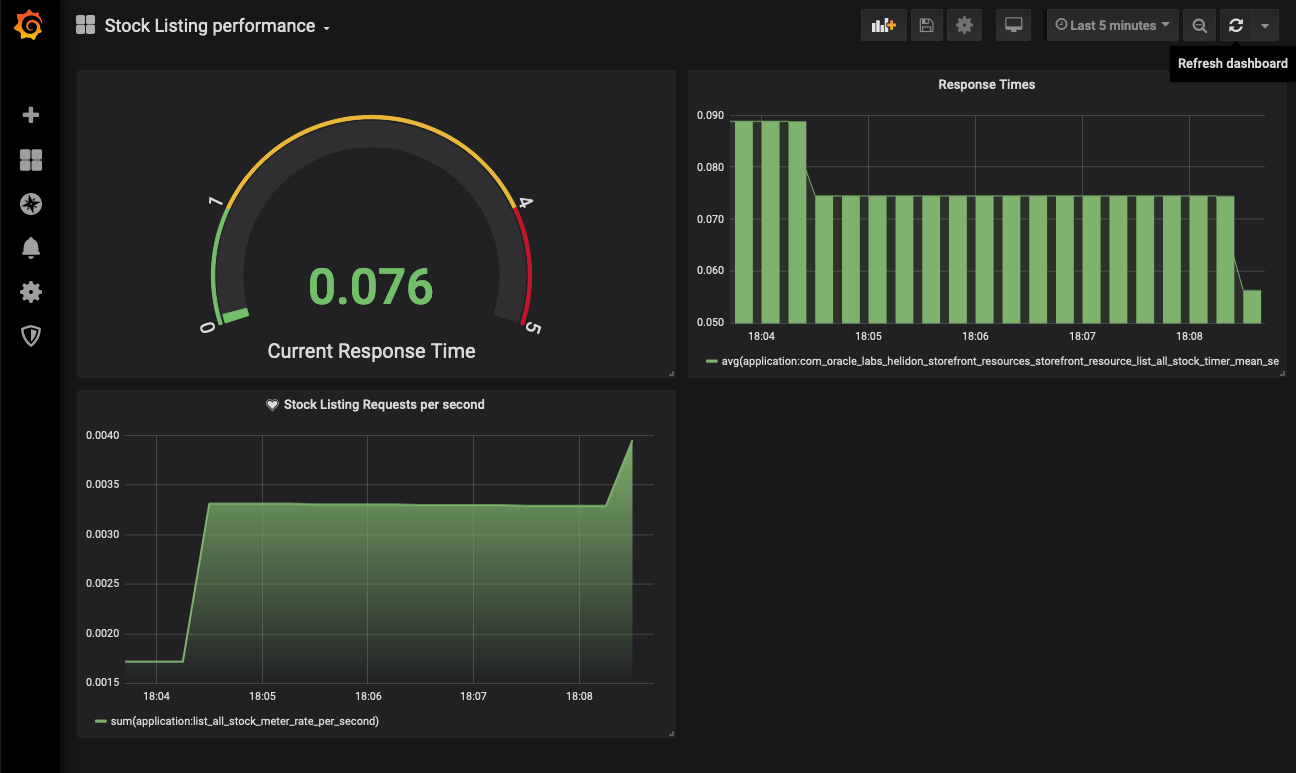 Stock Listing performance
Last 5 minutes
Refresh dashboard
0
1
4
5
0.076
Current Response Time
Response Times
0.090
0.080
0.070
0.060
0.050
18:04 18:05 18:06 18:07 18:08
avg(application:com_oracle_labs_helidon_storefront_resources_storefront_resource_list_all_stock_timer_mean_se
Stock Listing Requests per second
0.0040
0.0035
0.0030
0.0025
0.0020
0.0015
18:04 18:05 18:06 18:07 18:08
sum(application:list_all_stock_meter_rate_per_second)